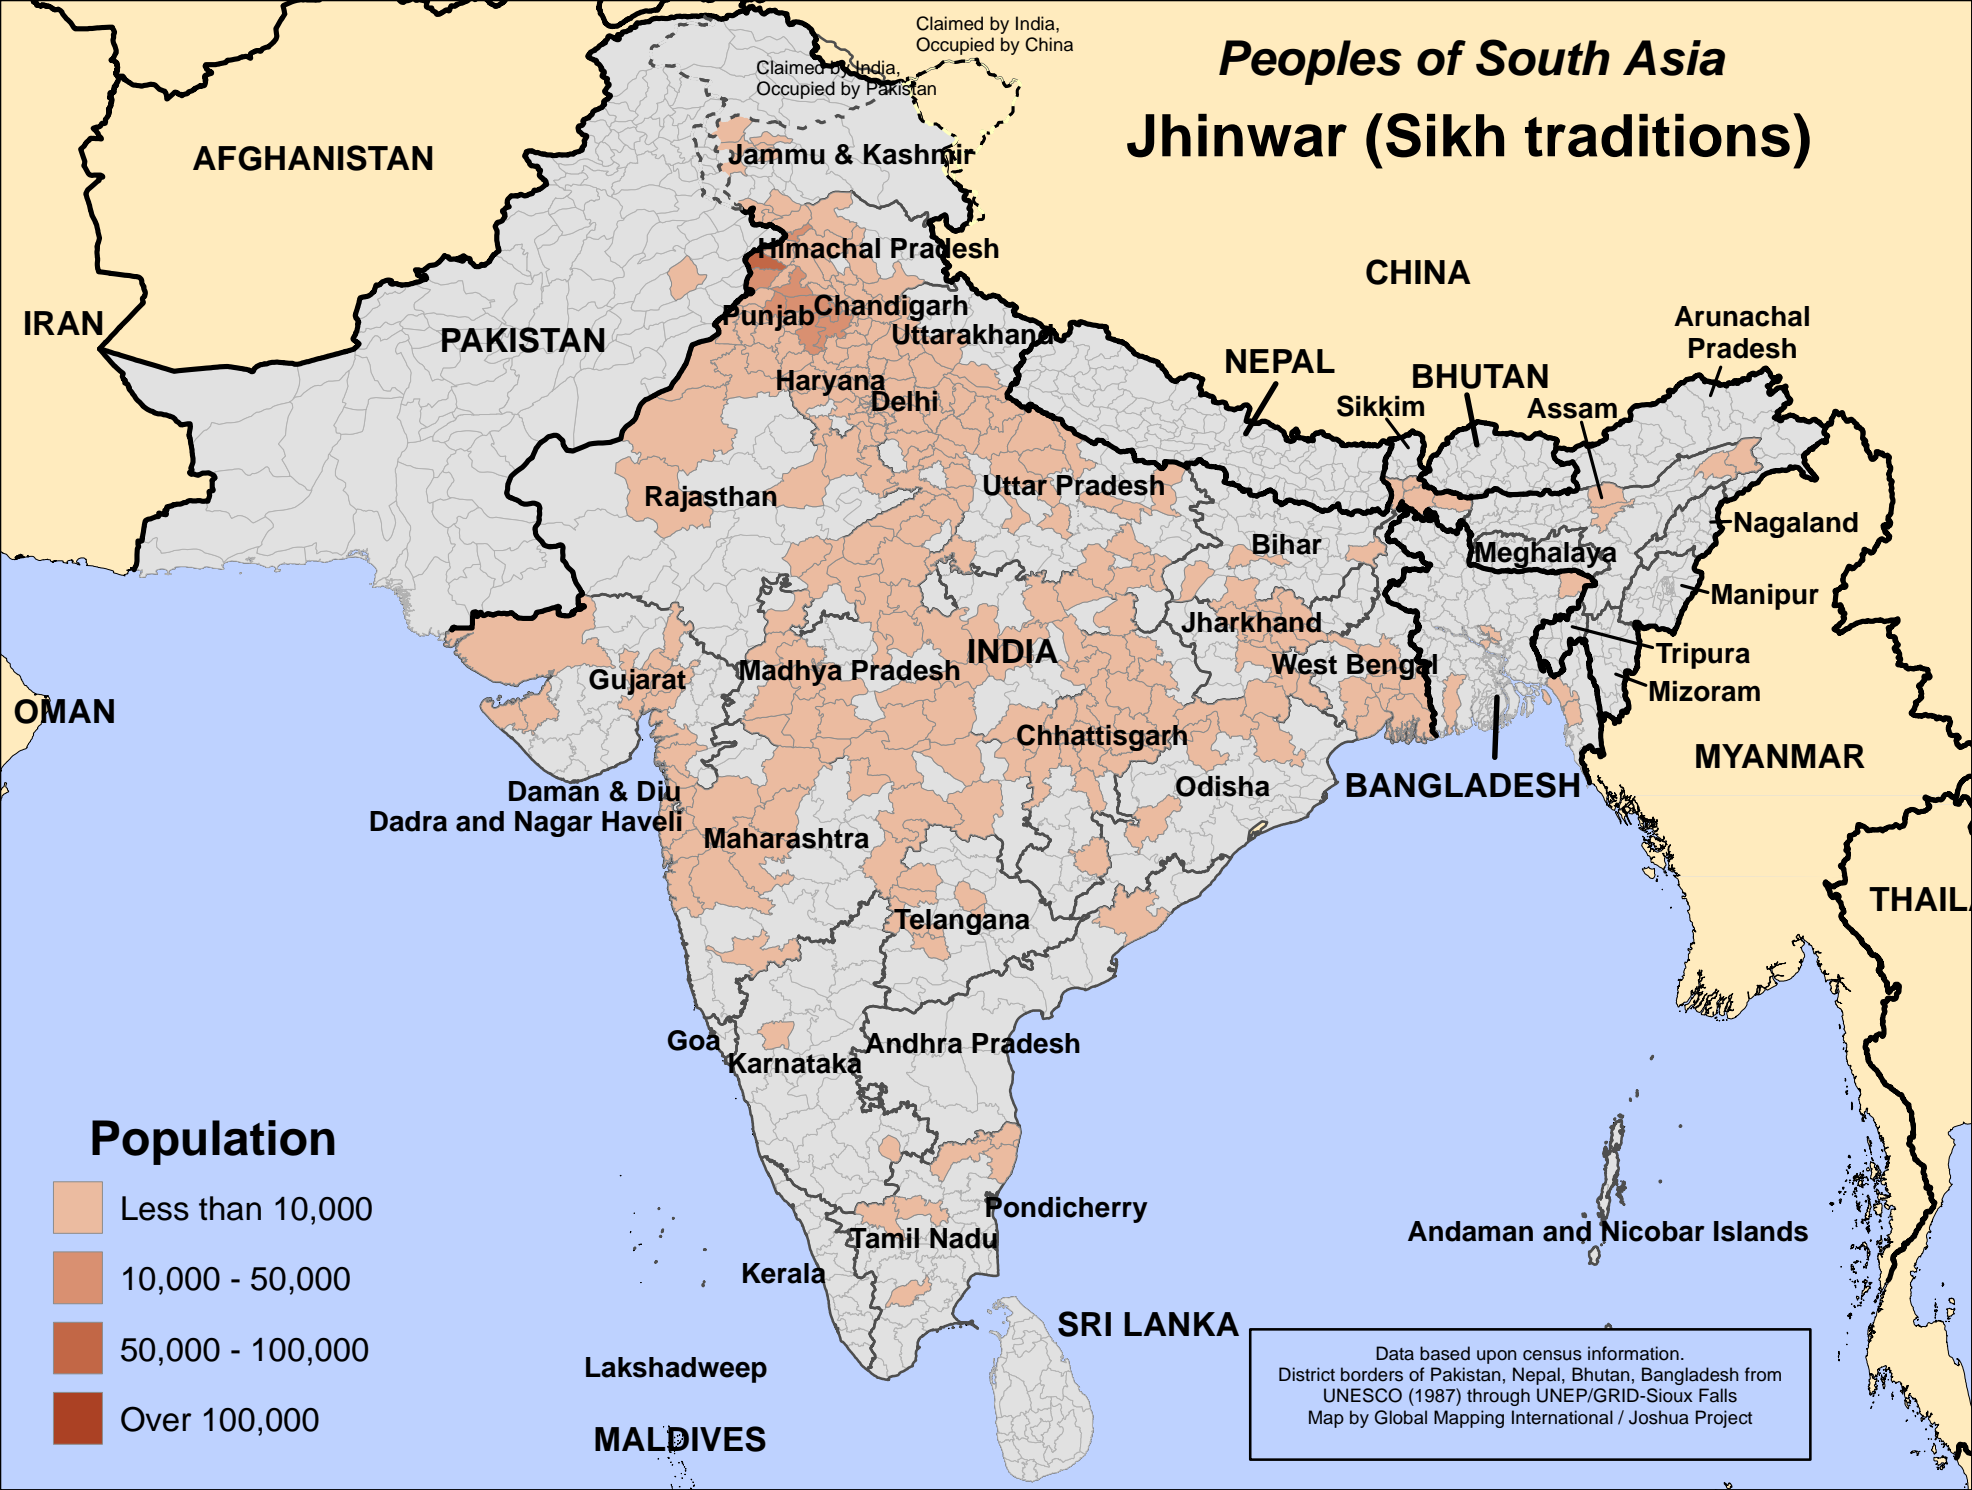 Claimed by India,
Occupied by China
Claimed by India,
Occupied by Pakistan
Peoples of South Asia
Jhinwar (Sikh traditions)
AFGHANISTAN
Jammu & Kashmir
Himachal Pradesh
CHINA
IRAN
PAKISTAN
Punjab
Chandigarh
Uttarakhand
Arunachal
Pradesh
NEPAL
BHUTAN
Sikkim
Assam
Haryana
Delhi
Rajasthan
Uttar Pradesh
Bihar
Meghalaya
Nagaland
Manipur
Jharkhand
INDIA
Madhya Pradesh
West Bengal
Tripura
Mizoram
Gujarat
OMAN
Chhattisgarh
MYANMAR
Odisha
BANGLADESH
Daman & Diu
Dadra and Nagar Haveli
Maharashtra
THAIL
Telangana
Goa
Karnataka
Andhra Pradesh
Pondicherry
Tamil Nadu
Kerala
Andaman and Nicobar Islands
SRI LANKA
Lakshadweep
MALDIVES
Population
Less than 10,000
10,000 - 50,000
50,000 - 100,000
Over 100,000
Data based upon census information.
District borders of Pakistan, Nepal, Bhutan, Bangladesh from
UNESCO (1987) through UNEP/GRID-Sioux Falls
Map by Global Mapping International / Joshua Project